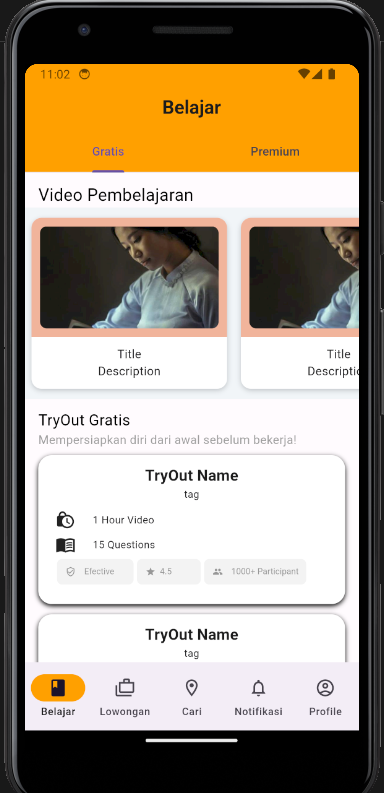 11:02
Belajar
Gratis Premium
Video Pembelajaran
Title
Description
Title
Descriptio
TryOut Gratis
Mempersiapkan diri dari awal sebelum bekerja!
TryOut Name
tag
1 Hour Video
15 Questions
Efective 4.5 1000+ Participant
TryOut Name
tag
Belajar Lowongan Cari Notifikasi Profile